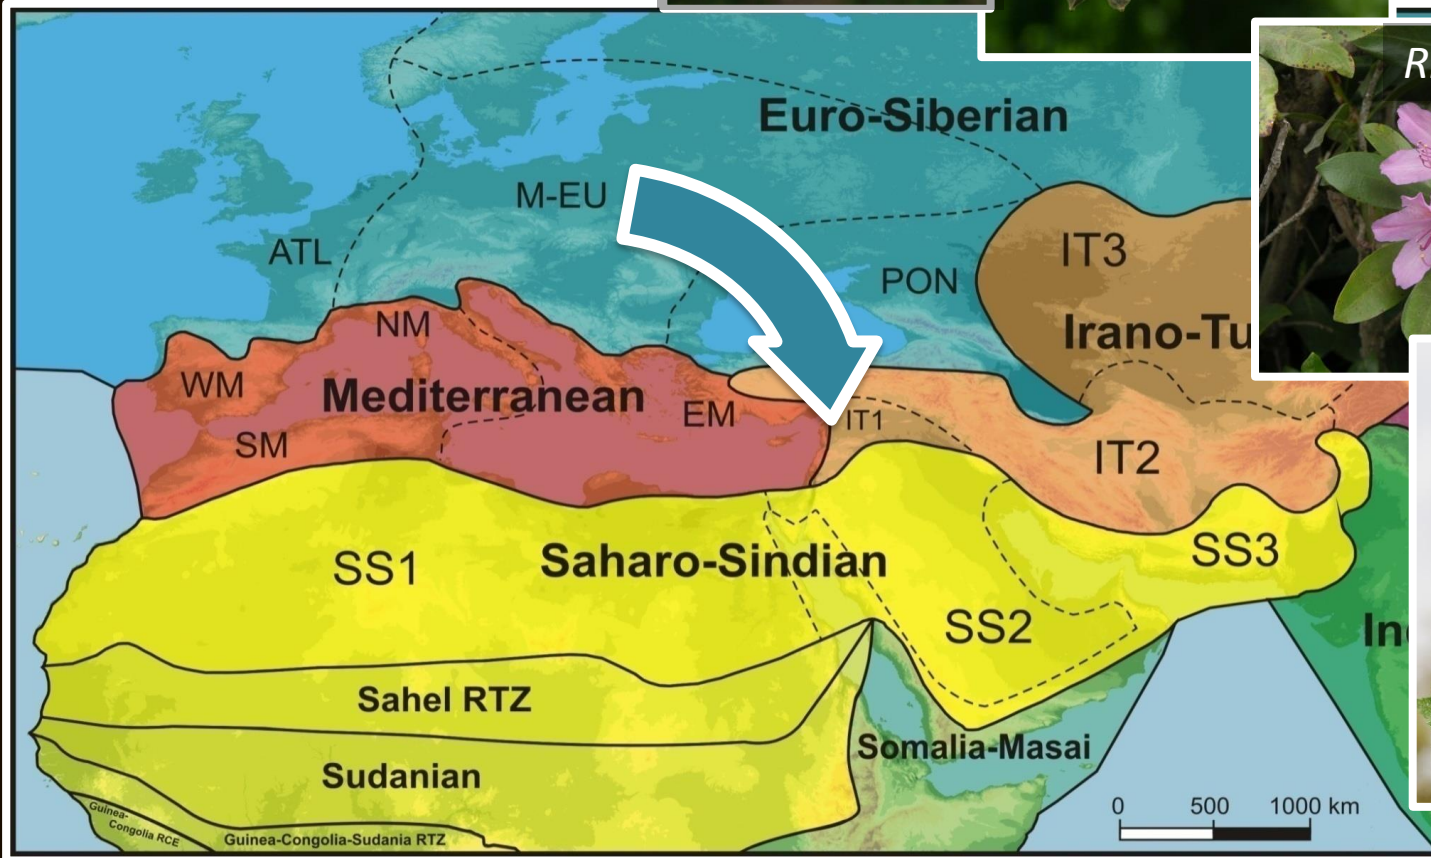 R.
Euro-Siberian
M-EU
ATL
IT3
PON
NM
Irano-Tu
WM
Mediterranean
EM
IT1
SM
IT2
SS3
Saharo-Sindian
SS1
SS2
In
Sahel RTZ
Somalia-Masai
Sudanian
0 500 1000 km
Guinea-
Congolia RCE
Guinea-Congolia-Sudania RTZ